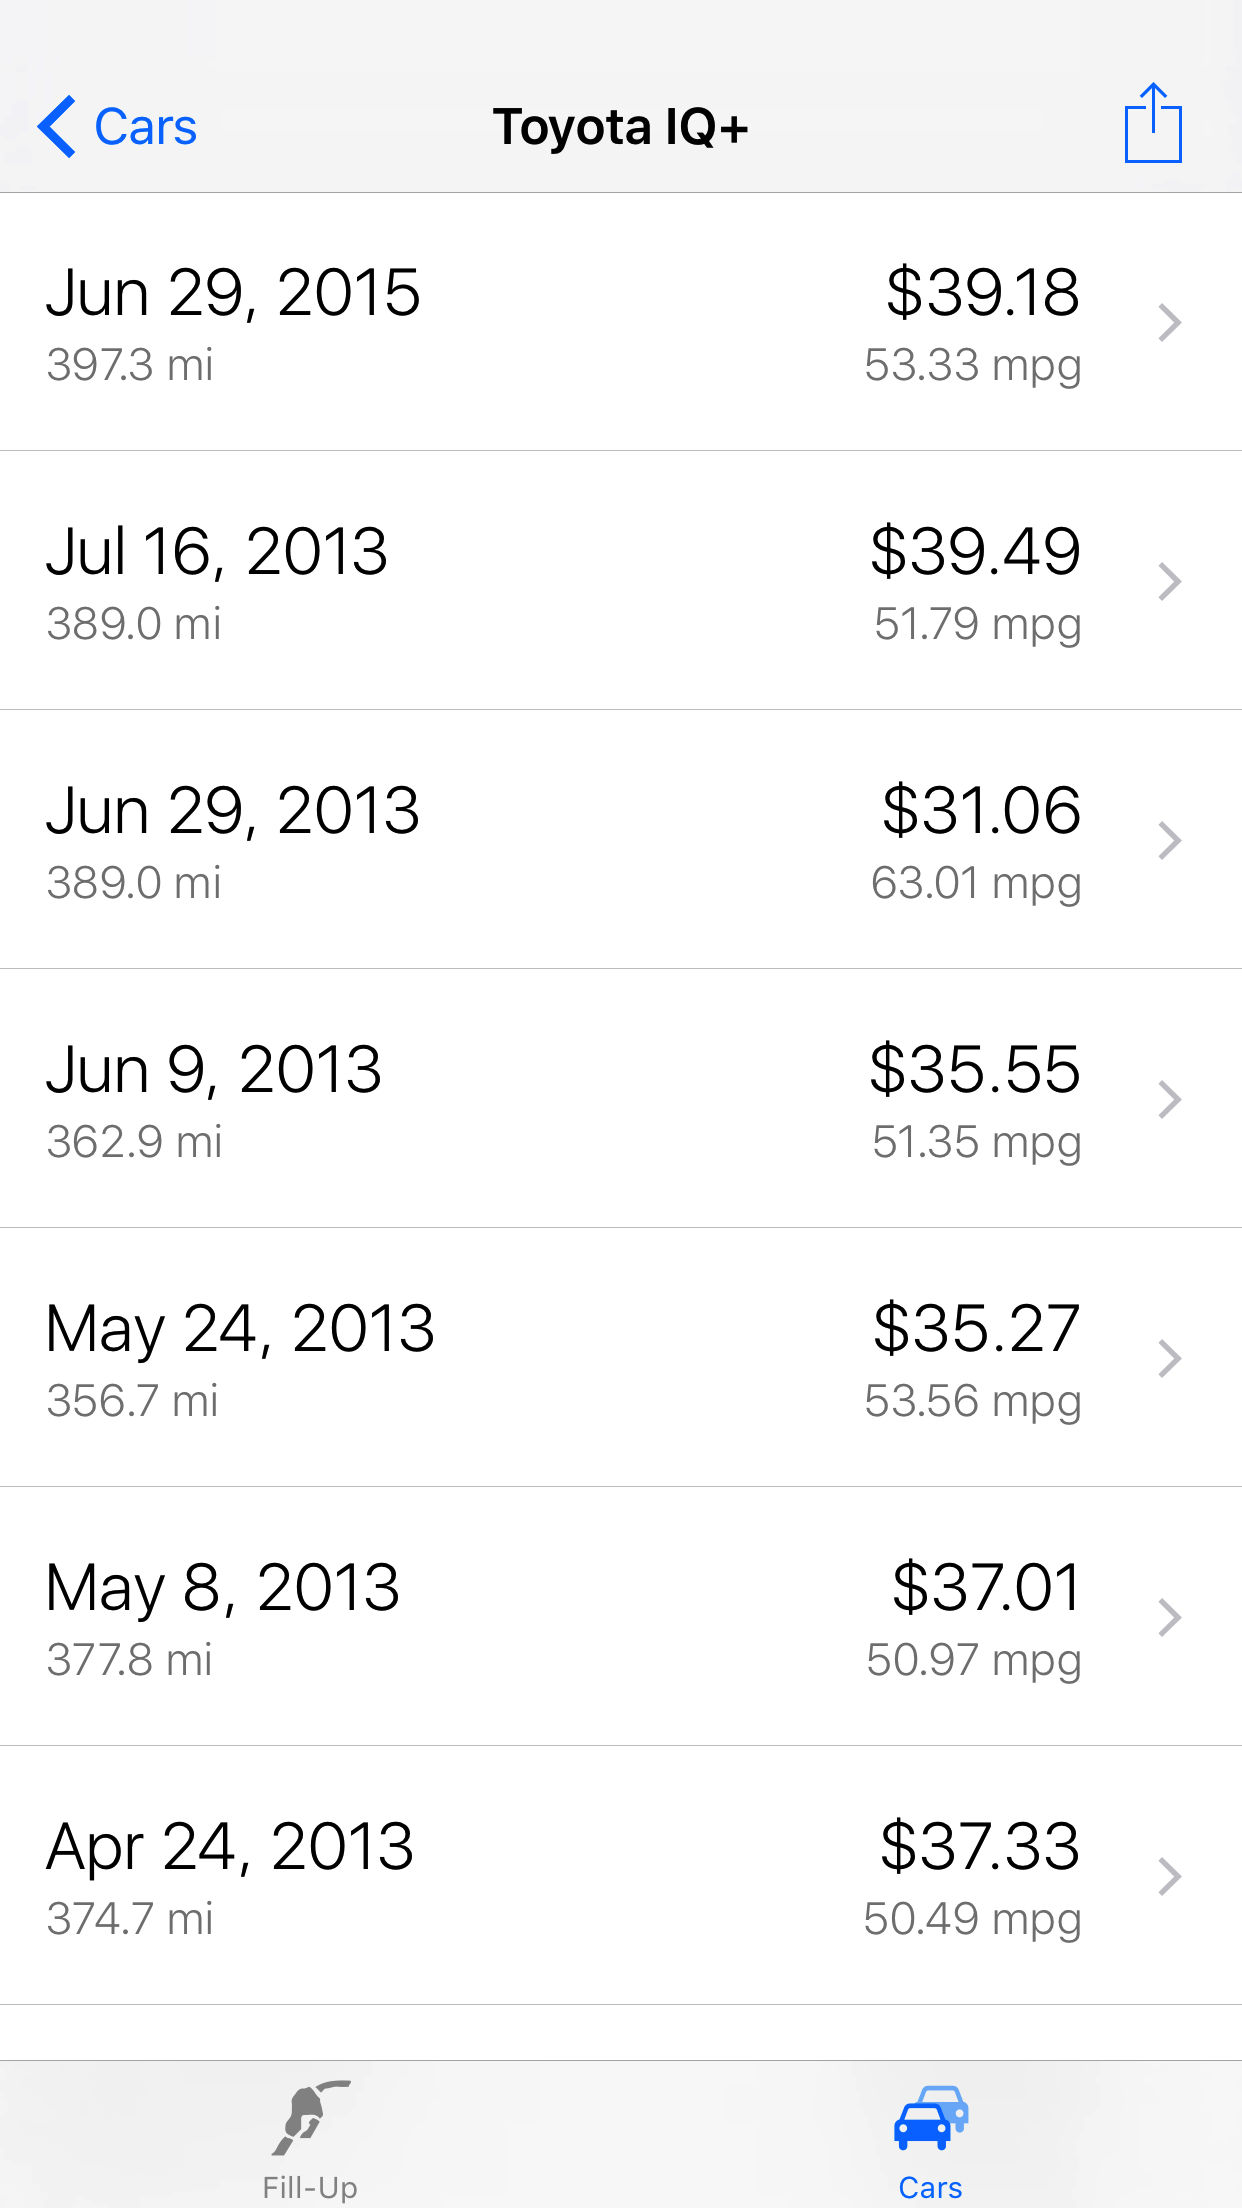 Cars
Toyota IQ+
Jun 29, 2015
$39.18
397.3 mi
53.33 mpg
Jul 16, 2013
$39.49
389.0 mi
51.79 mpg
Jun 29, 2013
$31.06
389.0 mi
63.01 mpg
Jun 9, 2013
$35.55
362.9 mi
51.35 mpg
May 24, 2013
$35.27
356.7 mi
53.56 mpg
May 8, 2013
$37.01
377.8 mi
50.97 mpg
Apr 24, 2013
$37.33
374.7 mi
50.49 mpg
Fill-Up
Cars